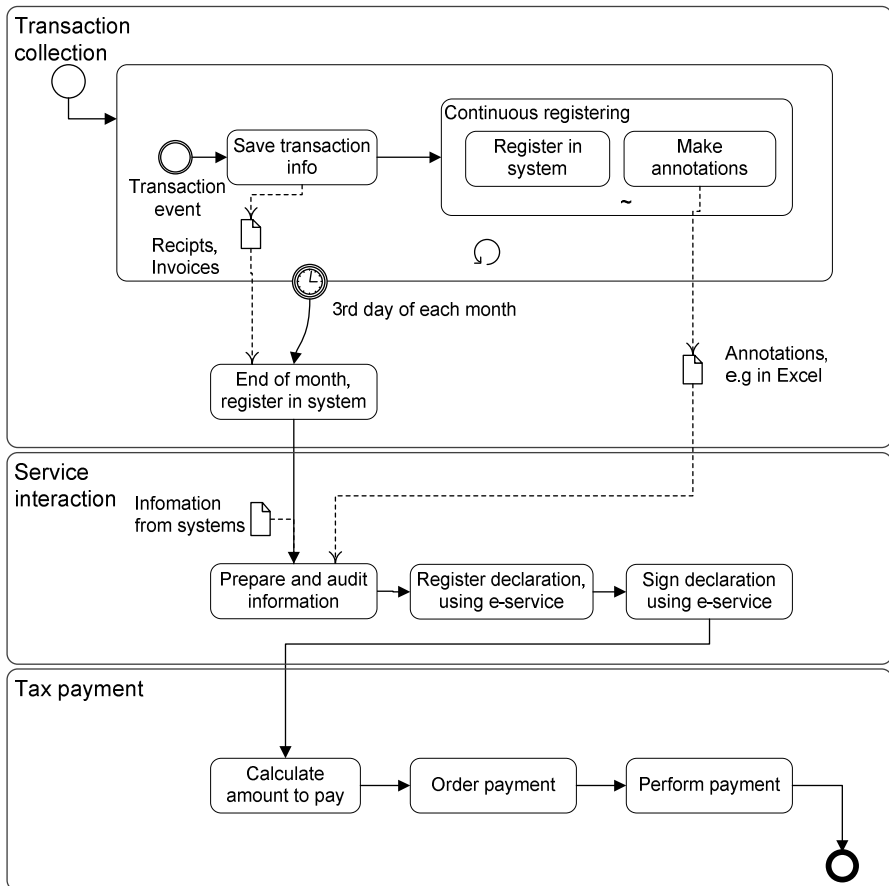 Transaction
collection
Continuous registering
Save transaction
info
Register in
system
Make
annotations
~
Transaction
event
Recipts,
Invoices
3rd day of each month
End of month,
register in system
Annotations,
e.g in Excel
Service
interaction
Infomation
from systems
Prepare and audit
information
Register declaration,
using e-service
Sign declaration
using e-service
Tax payment
Calculate
amount to pay
Order payment
Perform payment